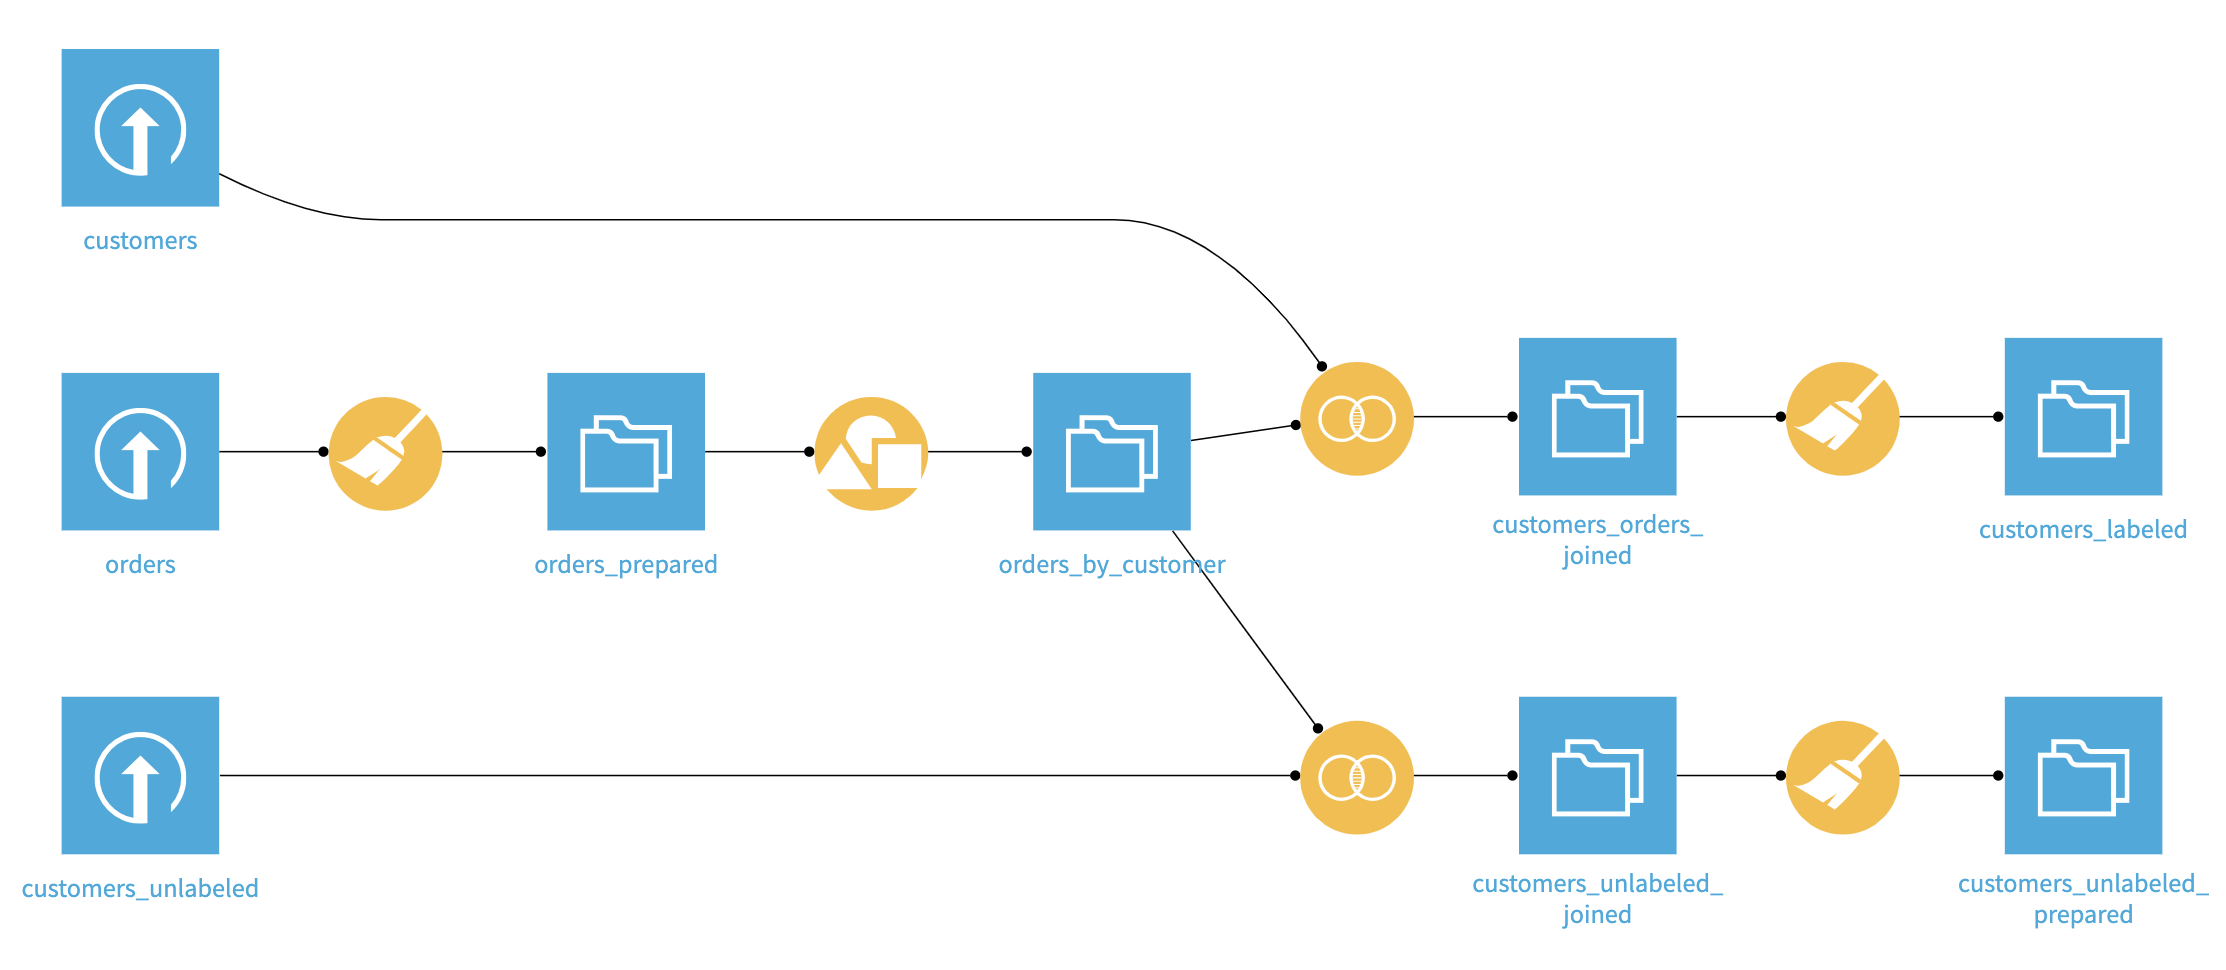 customers
orders
orders_prepared
orders_by_customer
customers_orders_
joined
customers_labeled
customers_unlabeled
customers_unlabeled_
joined
customers_unlabeled_
prepared